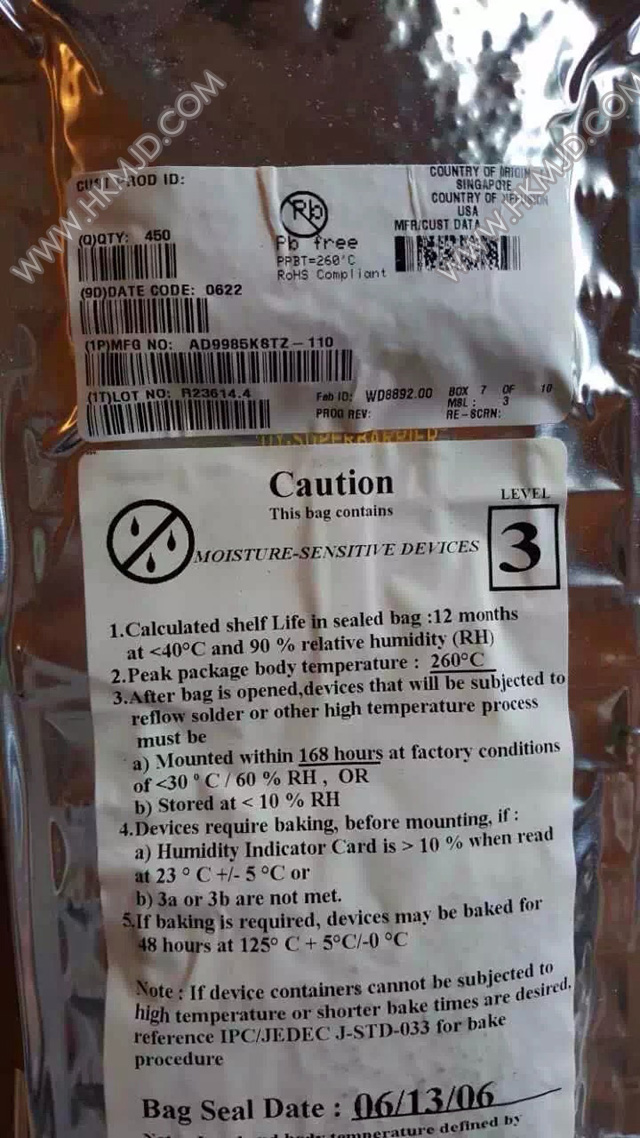 WWW.HKMJD.COM
WWW.HKMJD.COM
CUST PROD ID:
COUNTRY OF ORIGIN
SINGAPORE
COUNTRY OF
USA
Pb
Pb free
PPBT=260°C
RoHS Compliant
MFR/CUST DATA
(Q)QTY: 450
(9D)DATE CODE: 0622
(1P)MFG NO: AD9985KSTZ-110
(1T)LOT NO: R23614.4
Fab ID: WD8892.00
PROD REV:
BOX 7 OF 10
MSL: 3
RE-SCRN:
Caution
This bag contains
MOISTURE-SENSITIVE DEVICES
LEVEL
3
1.Calculated shelf Life in sealed bag :12 months
at <40°C and 90 % relative humidity (RH)
2.Peak package body temperature : 260°C
3.After bag is opened,devices that will be subjected to
reflow solder or other high temperature process
must be
a) Mounted within 168 hours at factory conditions
of <30 °C / 60 % RH , OR
b) Stored at < 10 % RH
4.Devices require baking, before mounting, if :
a) Humidity Indicator Card is > 10 % when read
at 23 ° C +/- 5 °C or
b) 3a or 3b are not met.
5.If baking is required, devices may be baked for
48 hours at 125° C + 5°C/-0 °C
Note : If device containers cannot be subjected to
high temperature or shorter bake times are desired,
reference IPC/JEDEC J-STD-033 for bake
procedure
Bag Seal Date : 06/13/06
temperature defined by